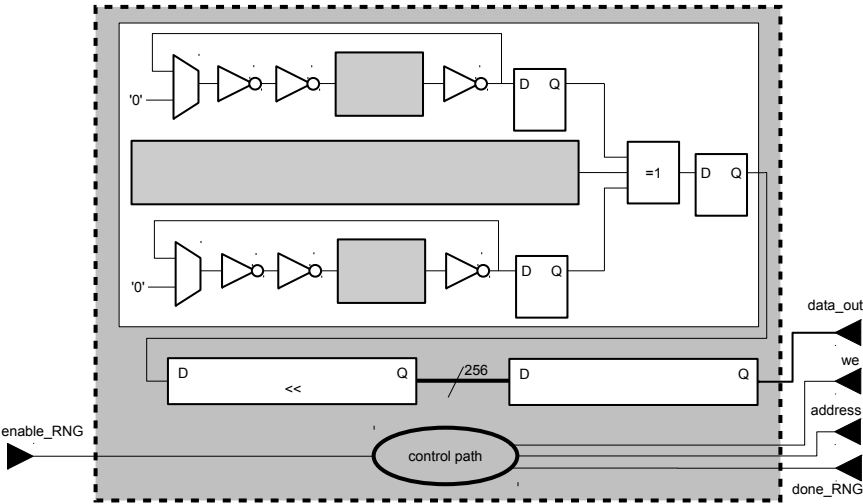 '0'
D Q
=1
D Q
'0'
D Q
data_out
D Q
<<
256
D Q
we
address
enable_RNG
control path
done_RNG